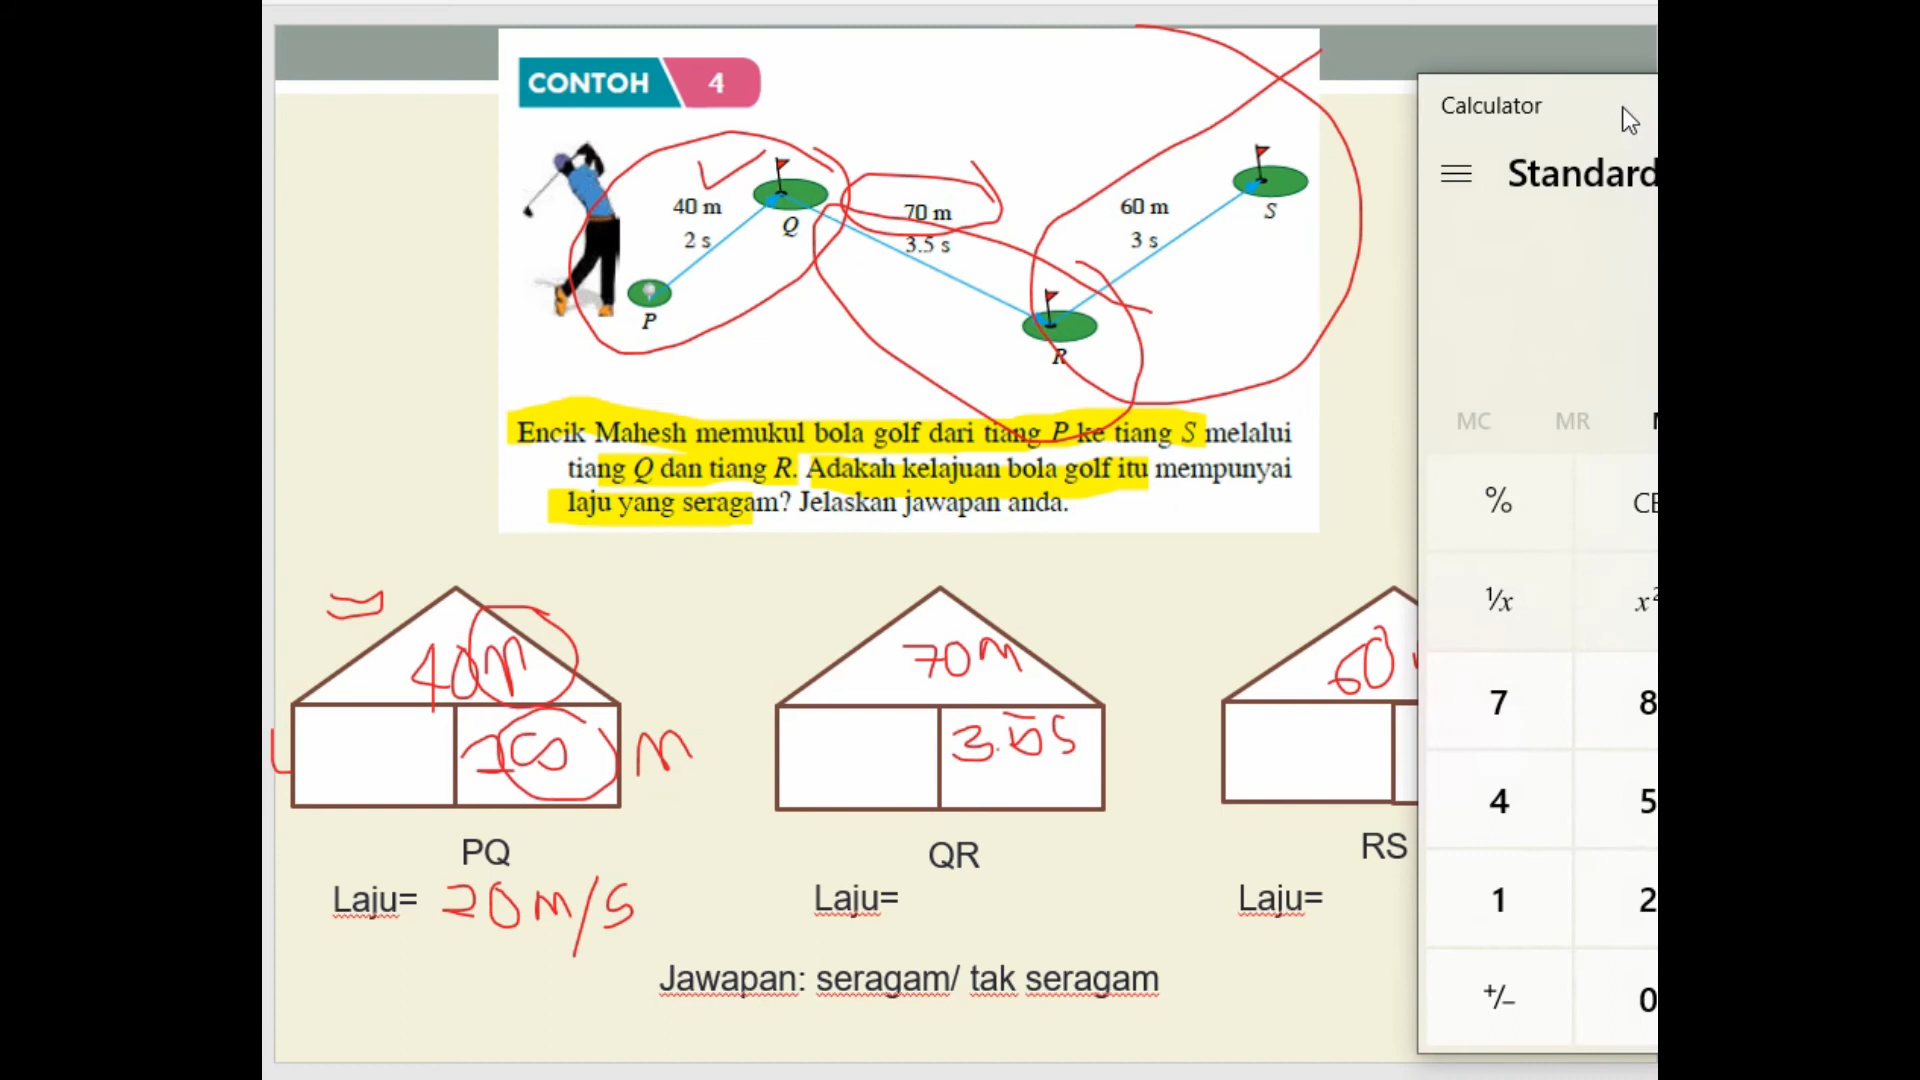 CONTOH 4
Calculator
Standard
40 m
2 s
Q
70 m
3.5 s
60 m
3 s
S
P
R
Encik Mahesh memukul bola golf dari tiang P ke tiang S melalui
tiang Q dan tiang R. Adakah kelajuan bola golf itu mempunyai
laju yang seragam? Jelaskan jawapan anda.
MC MR
% CE
¹/x x²
7 8
4 5
1 2
+/− 0
40m
70m
60
3.5s
m
PQ
QR
RS
Laju= 20m/s
Laju=
Laju=
Jawapan: seragam/ tak seragam